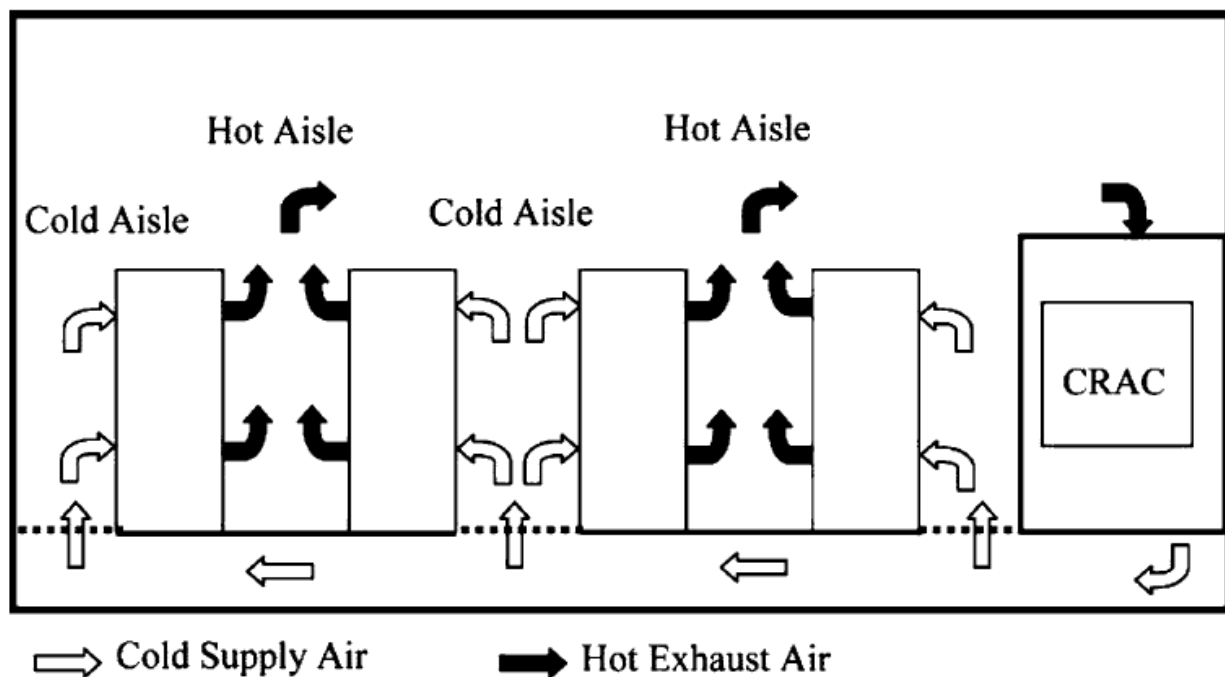 Hot Aisle
Hot Aisle
Cold Aisle
Cold Aisle
CRAC
Cold Supply Air
Hot Exhaust Air